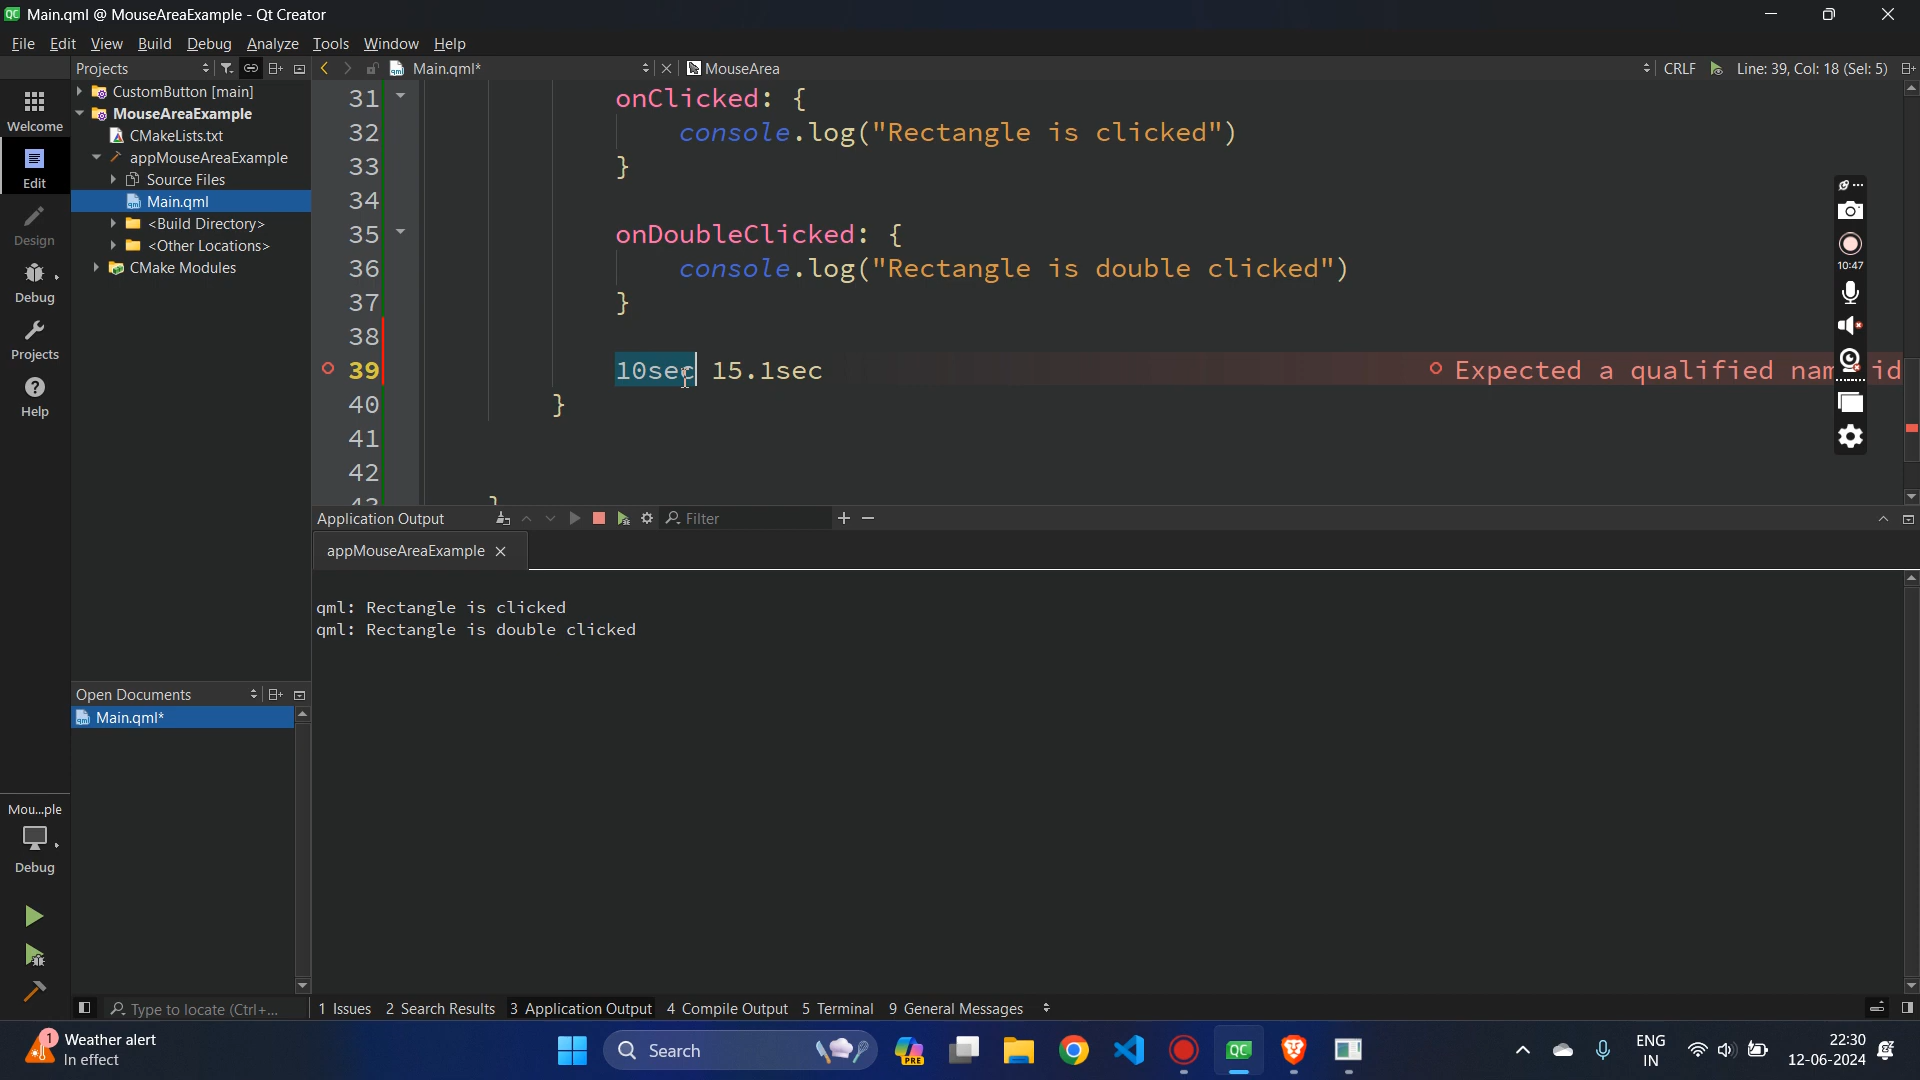 Main.qml @ MouseAreaExample - Qt Creator
File Edit View Build Debug Analyze Tools Window Help
Projects Main.qml* MouseArea CRLF Line: 39, Col: 18 (Sel: 5)
CustomButton [main]
MouseAreaExample
CMakeLists.txt
appMouseAreaExample
Source Files
Main.qml
<Build Directory>
<Other Locations>
CMake Modules
Welcome
Edit
Design
Debug
Projects
Help
31 onClicked: {
32 console.log("Rectangle is clicked")
33 }
34
35 onDoubleClicked: {
36 console.log("Rectangle is double clicked")
37 }
38
39 10sec 15.1sec Expected a qualified nam id
40 }
41
42
43 }
10:47
Application Output Filter
appMouseAreaExample
qml: Rectangle is clicked
qml: Rectangle is double clicked
Open Documents
Main.qml*
Mou...ple
Debug
Type to locate (Ctrl+... 1 Issues 2 Search Results 3 Application Output 4 Compile Output 5 Terminal 9 General Messages
1 Weather alert
In effect
Search
PRE
QC
ENG
IN
22:30
12-06-2024